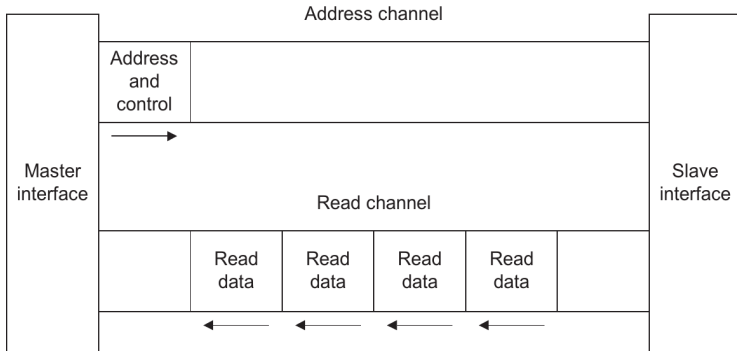 Address channel
Address
and
control
Master
interface
Slave
interface
Read channel
Read
data
Read
data
Read
data
Read
data